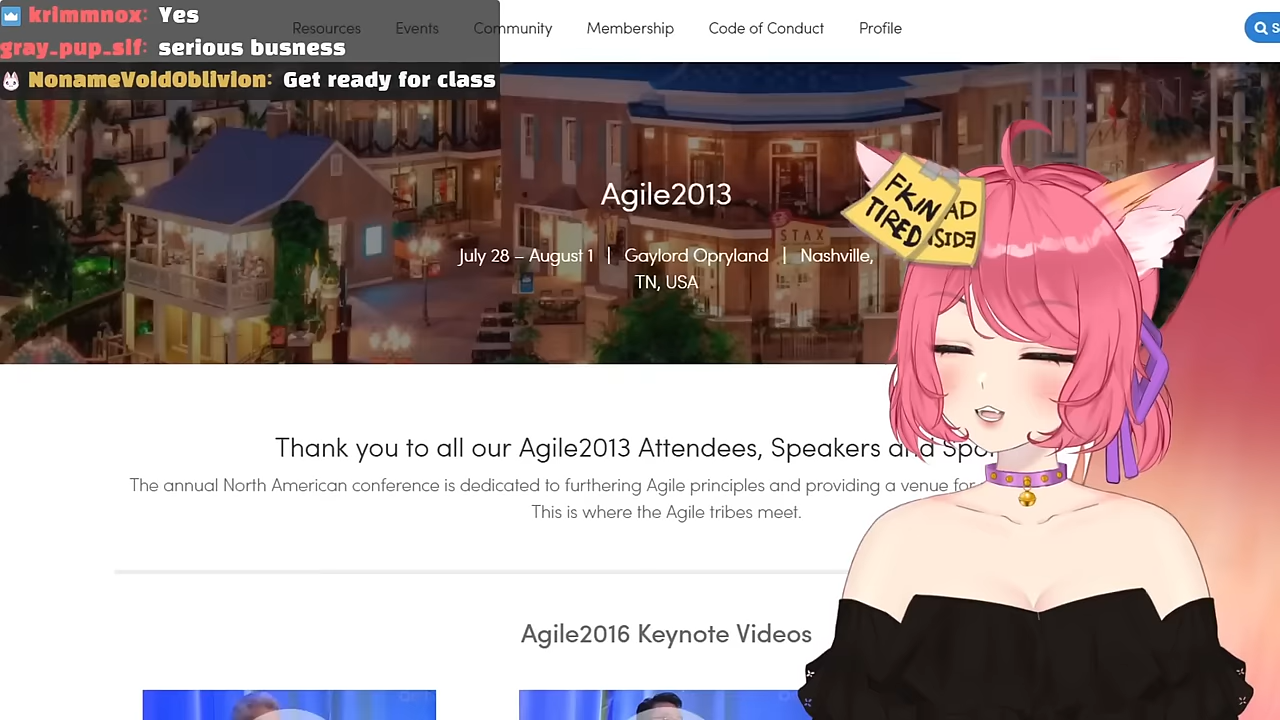 krimmnox: Yes
gray_pup_slf: serious busness
NonameVoidOblivion: Get ready for class
Resources Events Community Membership Code of Conduct Profile
Agile2013
July 28 – August 1 | Gaylord Opryland | Nashville,
TN, USA
STAX
FKIN
TIRED
AD
SIDE
Thank you to all our Agile2013 Attendees, Speakers and
The annual North American conference is dedicated to furthering Agile principles and providing a venue for
This is where the Agile tribes meet.
Agile2016 Keynote Videos